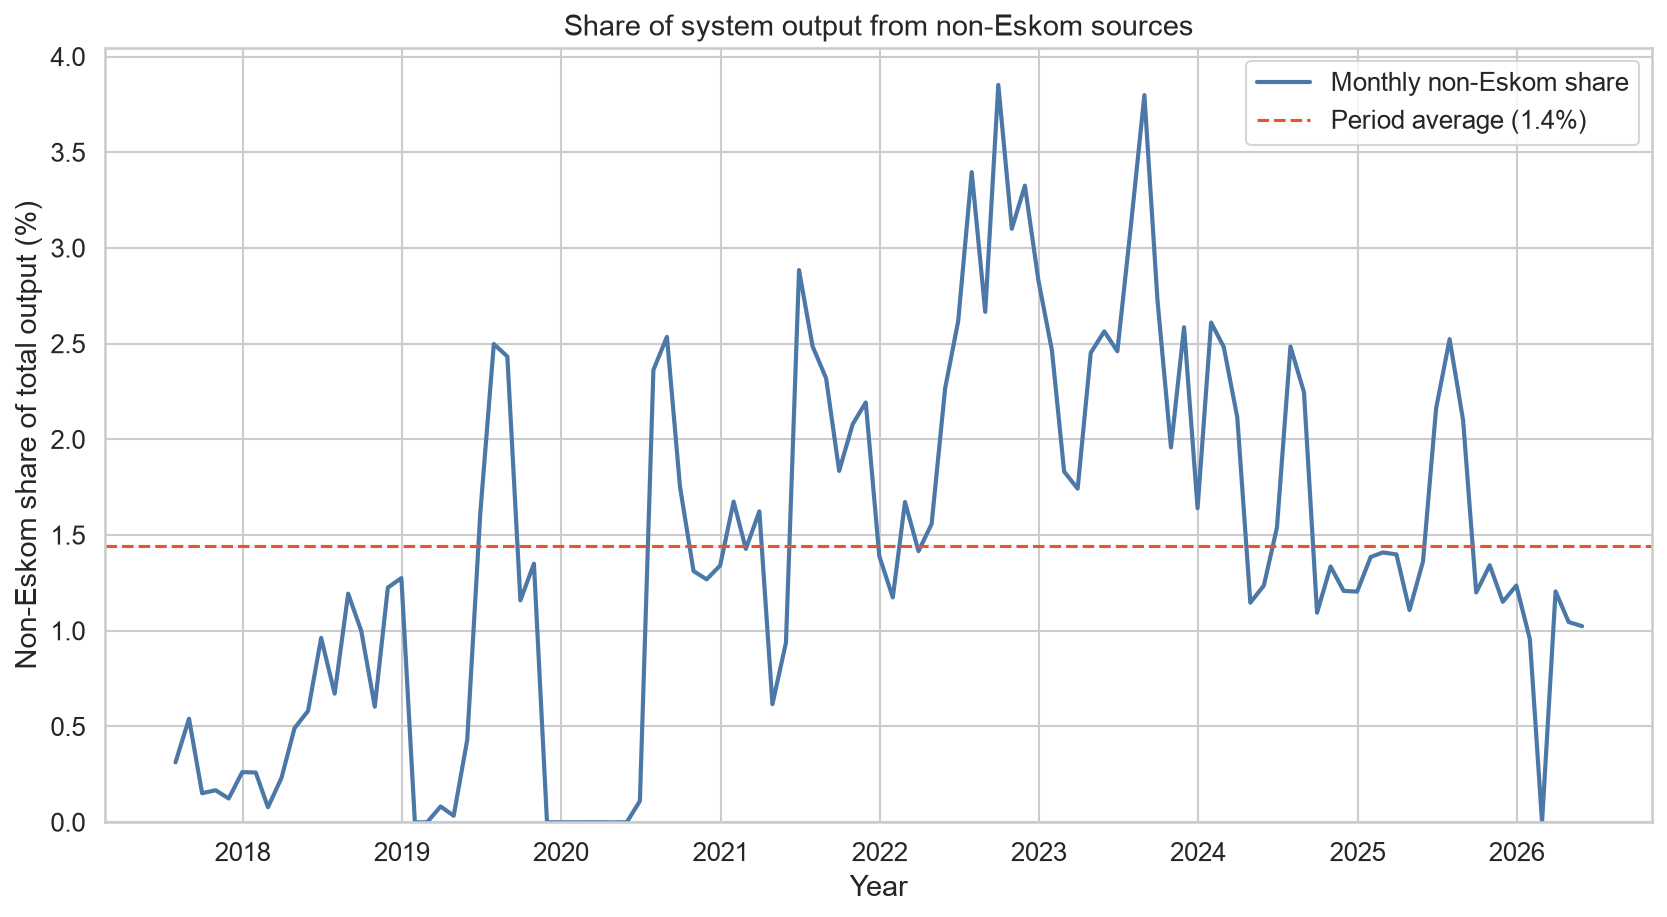 Share of system output from non-Eskom sources
Monthly non-Eskom share
Period average (1.4%)
Non-Eskom share of total output (%)
4.0
3.5
3.0
2.5
2.0
1.5
1.0
0.5
0.0
2018 2019 2020 2021 2022 2023 2024 2025 2026
Year